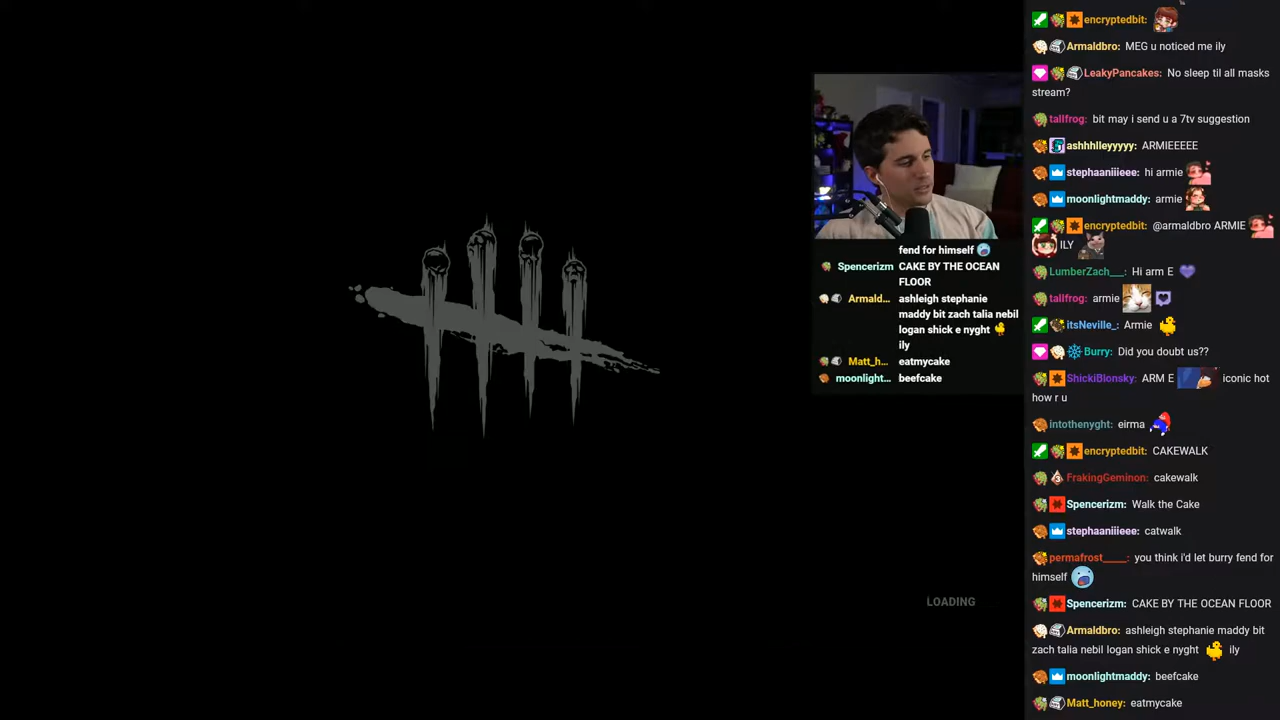 encryptedbit:
Armaldbro: MEG u noticed me ily
LeakyPancakes: No sleep til all masks
stream?
tallfrog: bit may i send u a 7tv suggestion
ashhhlleyyyyy: ARMIEEEEE
stephaaniiieee: hi armie
moonlightmaddy: armie
encryptedbit: @armaldbro ARMIE
ILY
LumberZach___: Hi arm E
tallfrog: armie
itsNeville_: Armie
Burry: Did you doubt us??
ShickiBlonsky: ARM E iconic hot
how r u
intothenyght: eirma
encryptedbit: CAKEWALK
FrakingGeminon: cakewalk
Spencerizm: Walk the Cake
stephaaniiieee: catwalk
permafrost_____: you think i'd let burry fend for
himself
Spencerizm: CAKE BY THE OCEAN FLOOR
Armaldbro: ashleigh stephanie maddy bit
zach talia nebil logan shick e nyght ily
moonlightmaddy: beefcake
Matt_honey: eatmycake
fend for himself
Spencerizm CAKE BY THE OCEAN
FLOOR
Armald... ashleigh stephanie
maddy bit zach talia nebil
logan shick e nyght
ily
Matt_h... eatmycake
moonlight... beefcake
LOADING